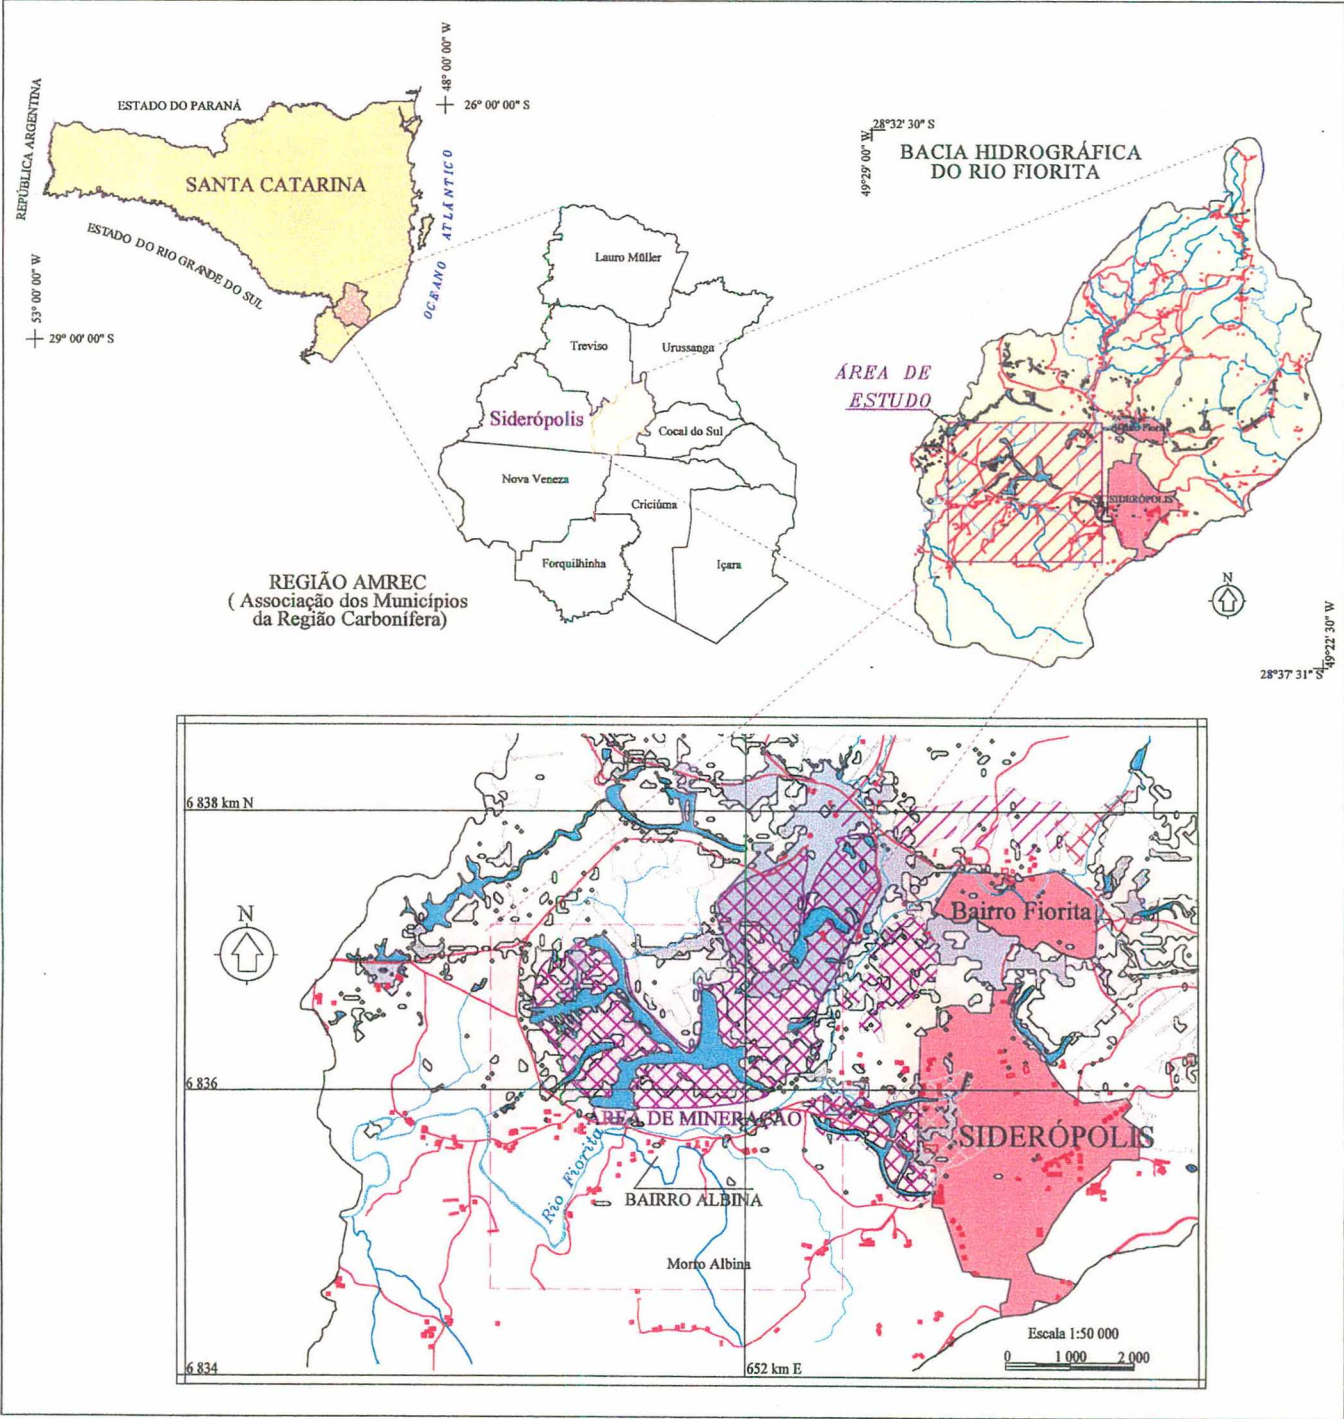 ESTADO DO PARANÁ
REPÚBLICA ARGENTINA
48° 00' 00" W
26° 00' 00" S
SANTA CATARINA
OCEANO ATLÂNTICO
ESTADO DO RIO GRANDE DO SUL
53° 00' 00" W
29° 00' 00" S
Lauro Müller
Treviso
Urussanga
Siderópolis
Cocal do Sul
Nova Veneza
Criciúma
Forquilhinha
Içara
REGIÃO AMREC
( Associação dos Municípios
da Região Carbonífera)
28°32' 30" S
49°29' 00" W
BACIA HIDROGRÁFICA
DO RIO FIORITA
ÁREA DE
ESTUDO
SIDERÓPOLIS
N
49°22' 30" W
28°37' 31" S
6 838 km N
N
Bairro Fiorita
6 836
ÁREA DE MINERAÇÃO
SIDERÓPOLIS
Rio Fiorita
BAIRRO ALBINA
Morro Albina
Escala 1:50 000
0 1 000 2 000
6 834
652 km E